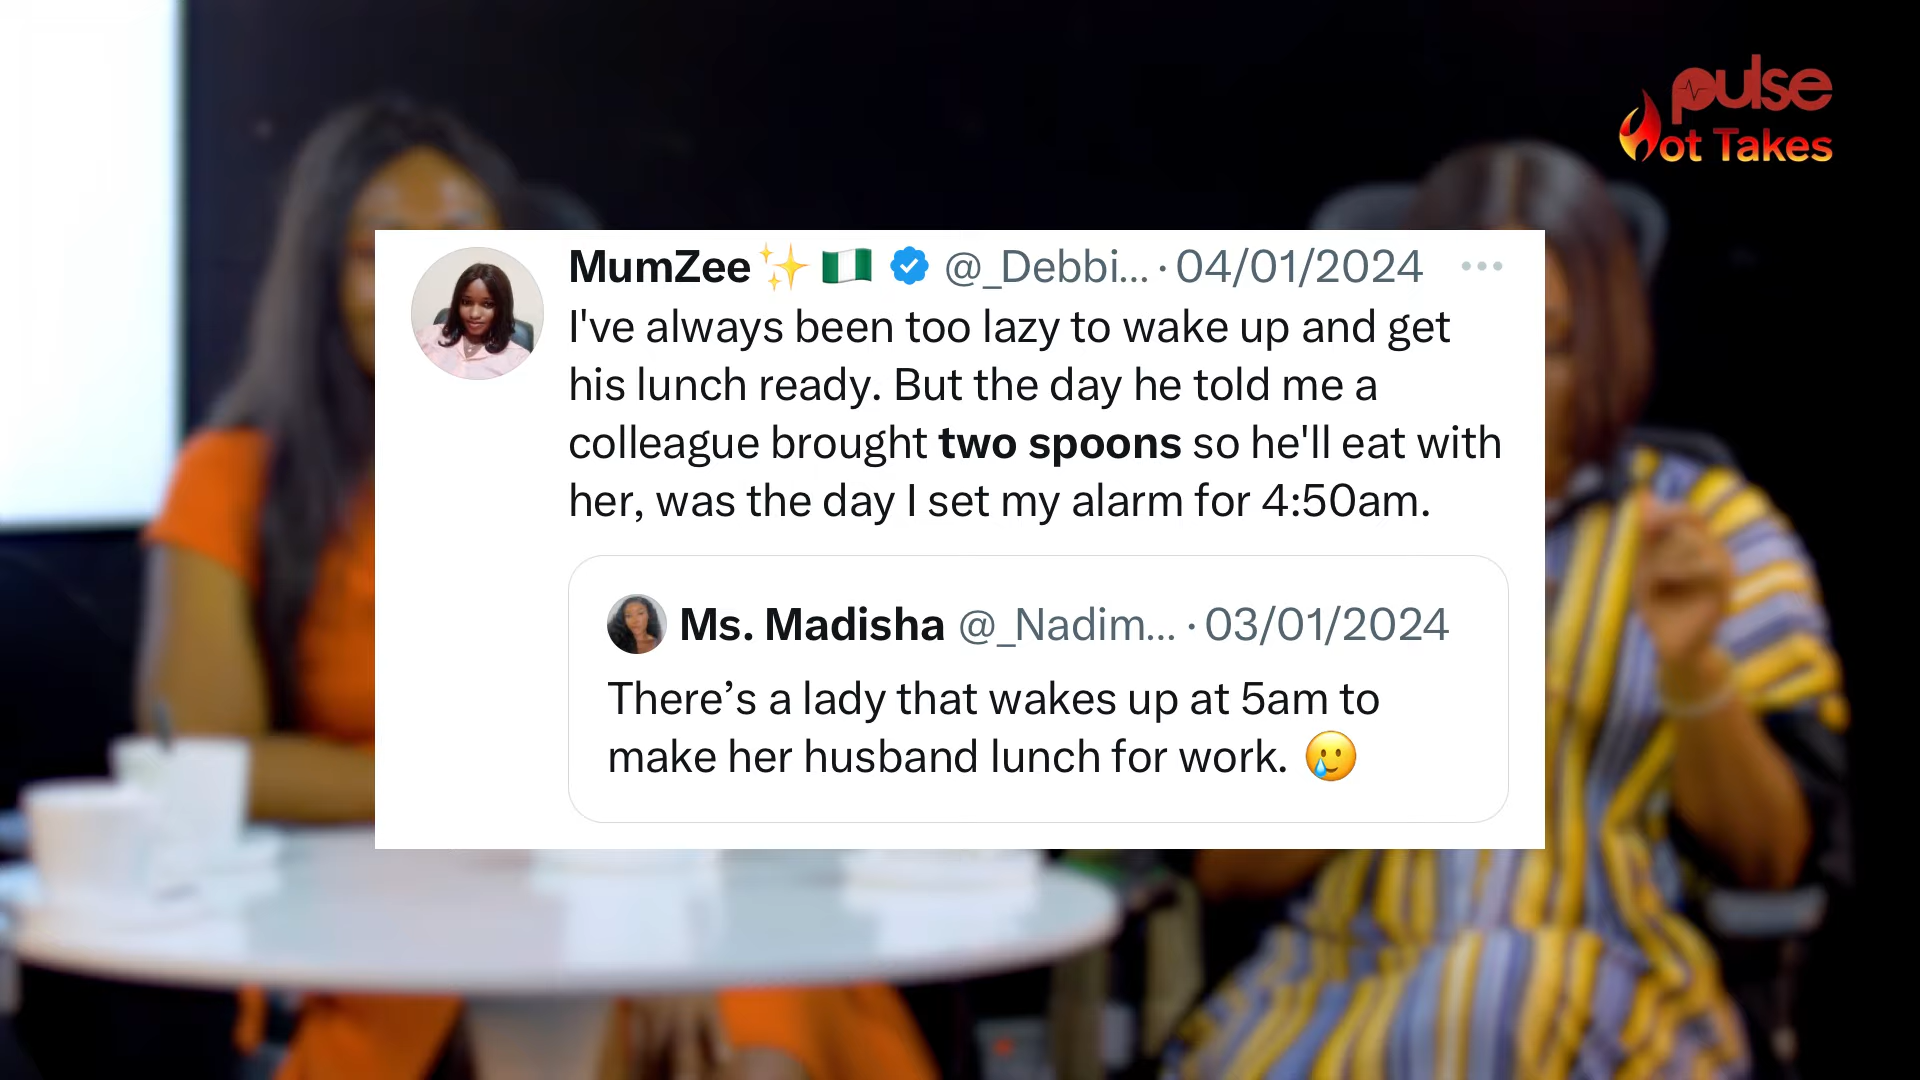 pulse
Hot Takes
MumZee✨🇳🇬 @_Debbi... · 04/01/2024 ...
I've always been too lazy to wake up and get
his lunch ready. But the day he told me a
colleague brought two spoons so he'll eat with
her, was the day I set my alarm for 4:50am.
Ms. Madisha @_Nadim... · 03/01/2024
There’s a lady that wakes up at 5am to
make her husband lunch for work. 🥲